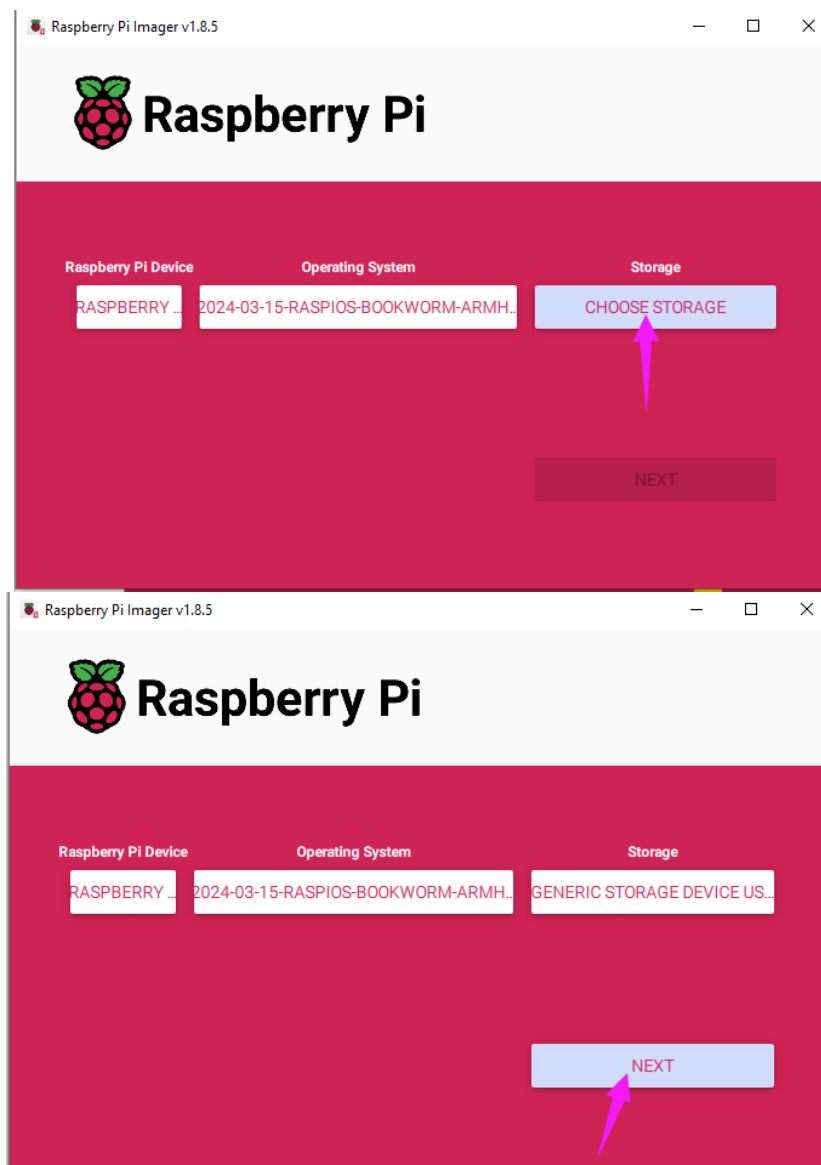 Raspberry Pi Imager v1.8.5
Raspberry Pi
Raspberry Pi Device Operating System Storage
RASPBERRY ... 2024-03-15-RASPIOS-BOOKWORM-ARMH... CHOOSE STORAGE
NEXT
Raspberry Pi Imager v1.8.5
Raspberry Pi
Raspberry Pi Device Operating System Storage
RASPBERRY ... 2024-03-15-RASPIOS-BOOKWORM-ARMH... GENERIC STORAGE DEVICE US...
NEXT